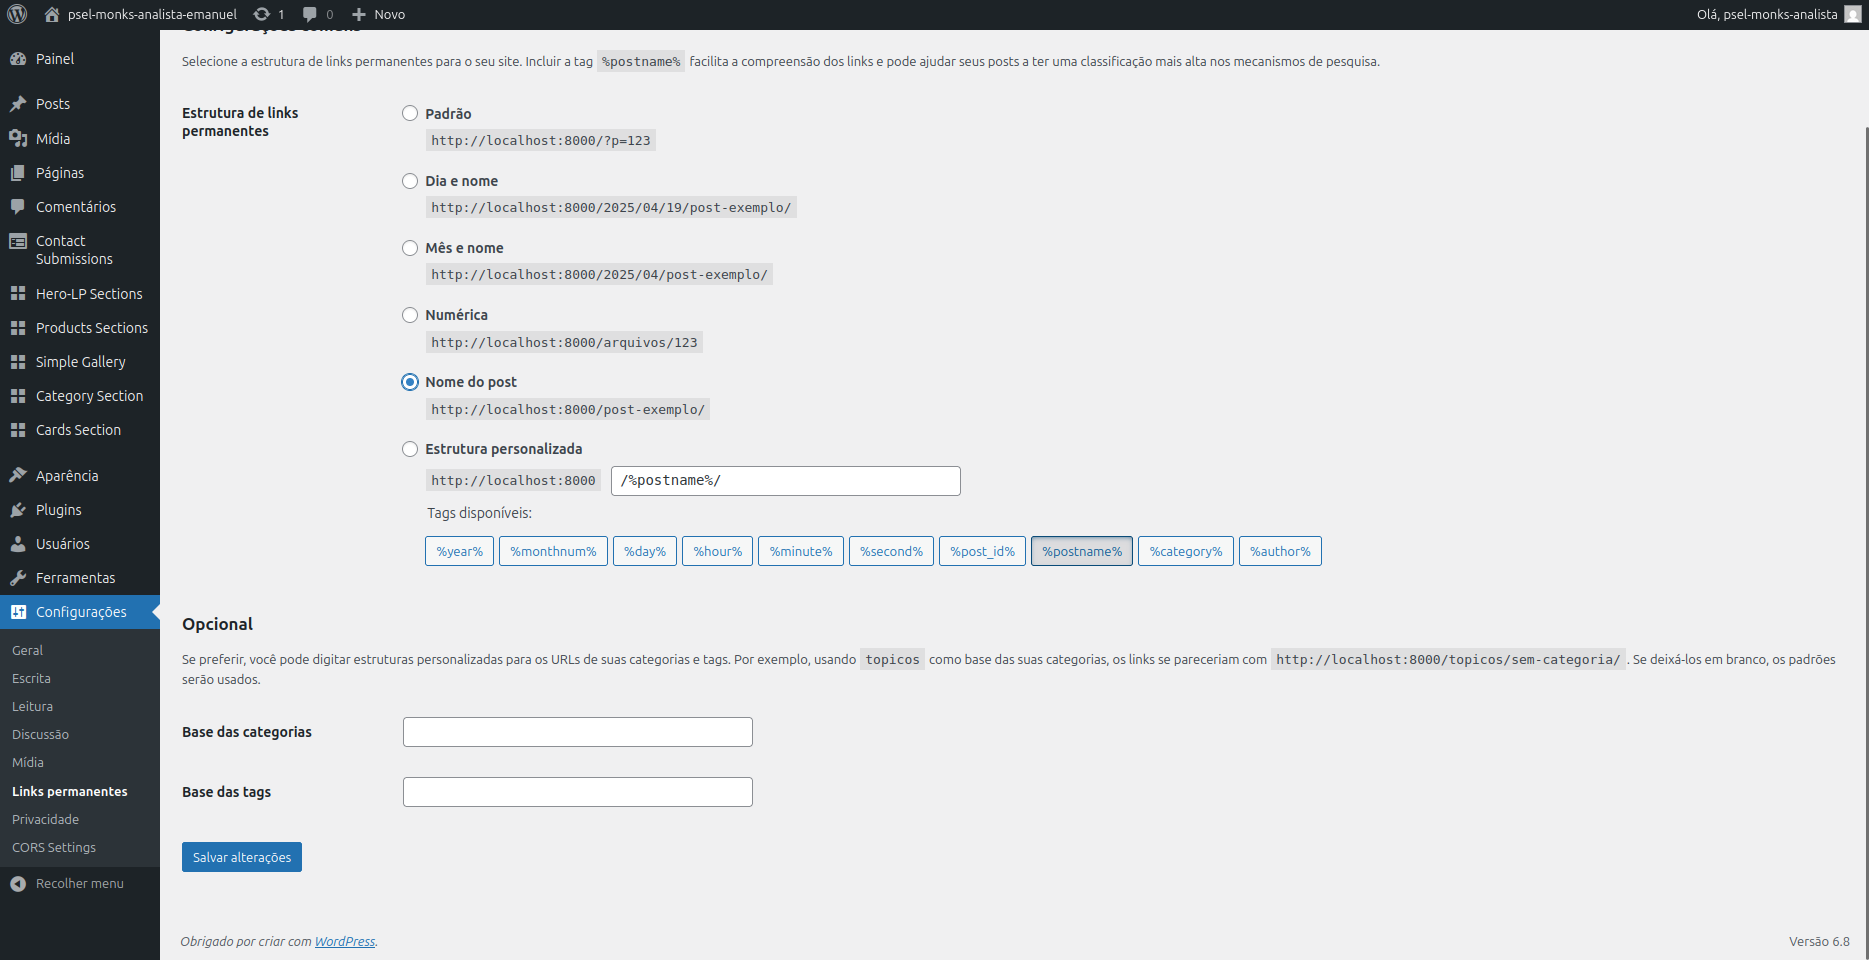 psel-monks-analista-emanuel 1 0 Novo Olá, psel-monks-analista
Painel
Posts
Mídia
Páginas
Comentários
Contact
Submissions
Hero-LP Sections
Products Sections
Simple Gallery
Category Section
Cards Section
Aparência
Plugins
Usuários
Ferramentas
Configurações
Geral
Escrita
Leitura
Discussão
Mídia
Links permanentes
Privacidade
CORS Settings
Recolher menu
Configurações comuns
Selecione a estrutura de links permanentes para o seu site. Incluir a tag %postname% facilita a compreensão dos links e pode ajudar seus posts a ter uma classificação mais alta nos mecanismos de pesquisa.
Estrutura de links
permanentes
Padrão
http://localhost:8000/?p=123
Dia e nome
http://localhost:8000/2025/04/19/post-exemplo/
Mês e nome
http://localhost:8000/2025/04/post-exemplo/
Numérica
http://localhost:8000/arquivos/123
Nome do post
http://localhost:8000/post-exemplo/
Estrutura personalizada
http://localhost:8000 /%postname%/
Tags disponíveis:
%year% %monthnum% %day% %hour% %minute% %second% %post_id% %postname% %category% %author%
Opcional
Se preferir, você pode digitar estruturas personalizadas para os URLs de suas categorias e tags. Por exemplo, usando topicos como base das suas categorias, os links se pareceriam com http://localhost:8000/topicos/sem-categoria/ . Se deixá-los em branco, os padrões
serão usados.
Base das categorias
Base das tags
Salvar alterações
Obrigado por criar com WordPress.
Versão 6.8